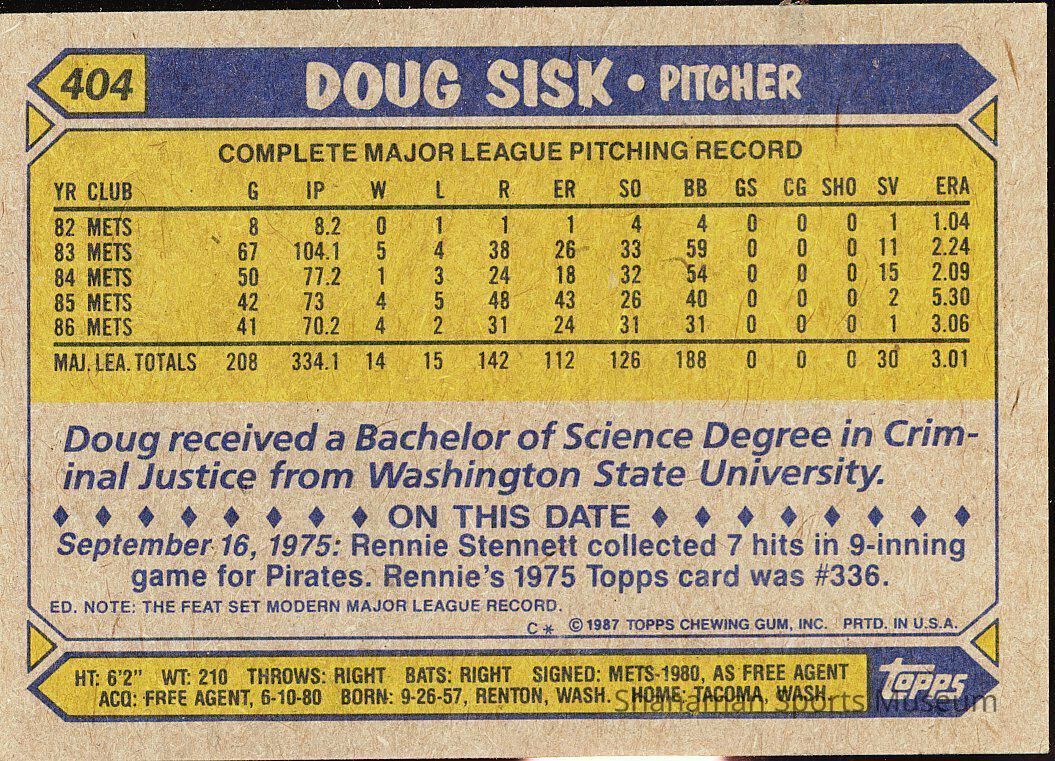 404 DOUG SISK • PITCHER
COMPLETE MAJOR LEAGUE PITCHING RECORD
YR CLUB G IP W L R ER SO BB GS CG SHO SV ERA
82 METS 8 8.2 0 1 1 1 4 4 0 0 0 1 1.04
83 METS 67 104.1 5 4 38 26 33 59 0 0 0 11 2.24
84 METS 50 77.2 1 3 24 18 32 54 0 0 0 15 2.09
85 METS 42 73 4 5 48 43 26 40 0 0 0 2 5.30
86 METS 41 70.2 4 2 31 24 31 31 0 0 0 1 3.06
MAJ. LEA. TOTALS 208 334.1 14 15 142 112 126 188 0 0 0 30 3.01
Doug received a Bachelor of Science Degree in Crim-
inal Justice from Washington State University.
♦ ♦ ♦ ♦ ♦ ♦ ♦ ♦ ON THIS DATE ♦ ♦ ♦ ♦ ♦ ♦ ♦ ♦
September 16, 1975: Rennie Stennett collected 7 hits in 9-inning
game for Pirates. Rennie's 1975 Topps card was #336.
ED. NOTE: THE FEAT SET MODERN MAJOR LEAGUE RECORD.
C* © 1987 TOPPS CHEWING GUM, INC. PRTD. IN U.S.A.
HT: 6'2" WT: 210 THROWS: RIGHT BATS: RIGHT SIGNED: METS-1980, AS FREE AGENT
ACQ: FREE AGENT, 6-10-80 BORN: 9-26-57, RENTON, WASH. HOME: TACOMA, WASH.
TOPPS
Shanaman Sports Museum